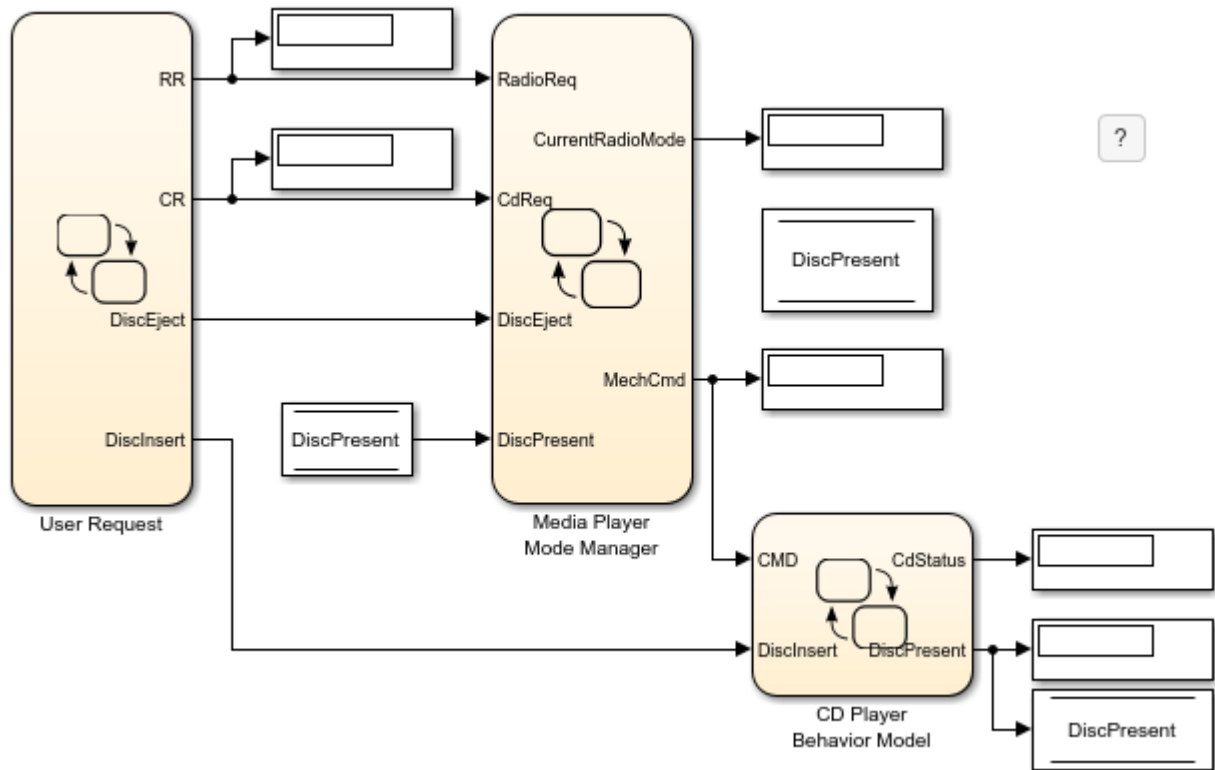 RR
CR
DiscEject
DiscInsert
User Request
DiscPresent
RadioReq
CurrentRadioMode
CdReq
DiscEject
MechCmd
DiscPresent
Media Player
Mode Manager
?
DiscPresent
CMD
CdStatus
DiscInsert
DiscPresent
CD Player
Behavior Model
DiscPresent